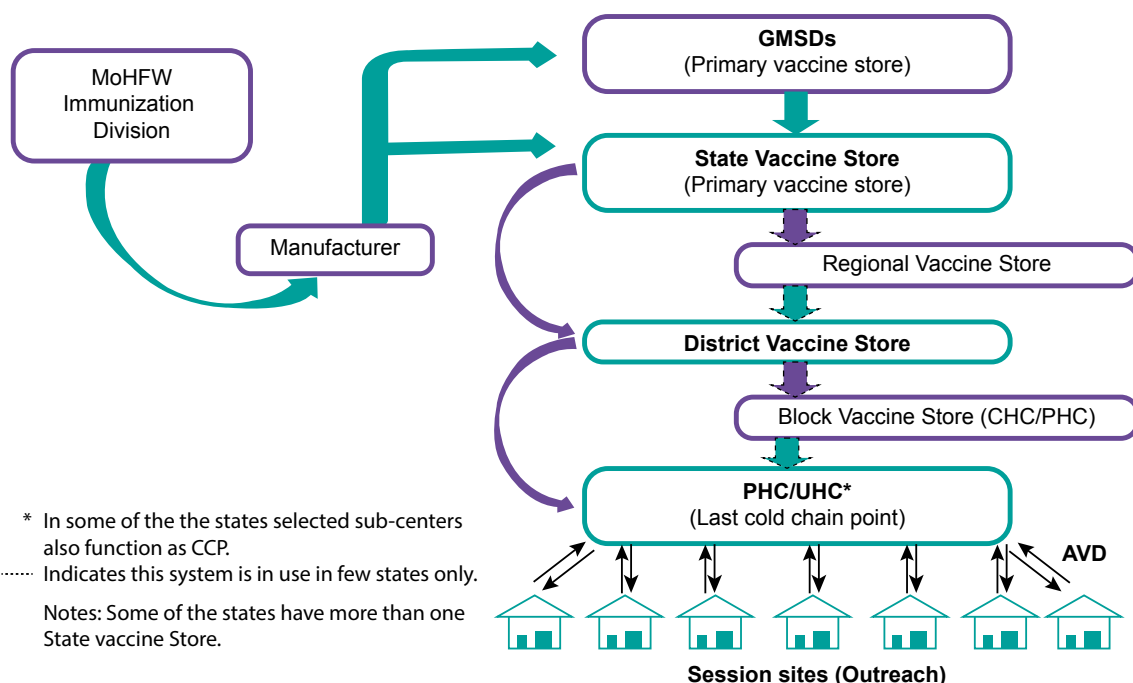 MoHFW
Immunization
Division
Manufacturer
GMSDs
(Primary vaccine store)
State Vaccine Store
(Primary vaccine store)
Regional Vaccine Store
District Vaccine Store
Block Vaccine Store (CHC/PHC)
PHC/UHC*
(Last cold chain point)
AVD
Session sites (Outreach)
* In some of the the states selected sub-centers
also function as CCP.
Indicates this system is in use in few states only.
Notes: Some of the states have more than one
State vaccine Store.